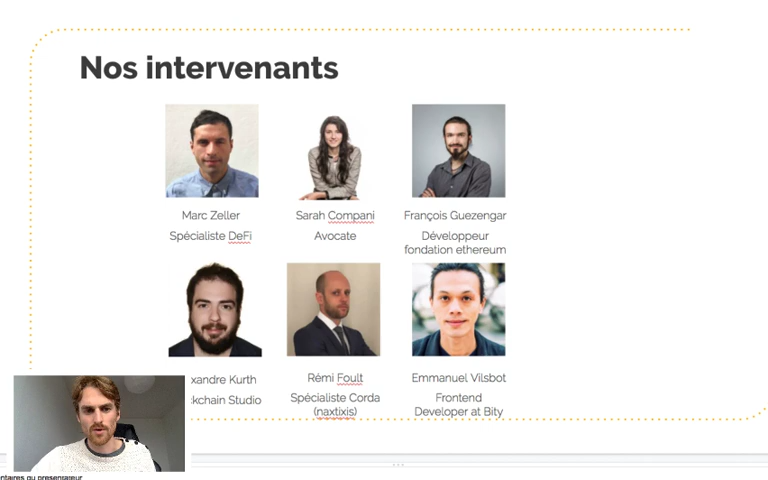 Nos intervenants
Marc Zeller
Sarah Compani
François Guezengar
Spécialiste DeFi
Avocate
Développeur
fondation ethereum
xandre Kurth
Rémi Foult
Emmanuel Vilsbot
kchain Studio
Spécialiste Corda
(naxtixis)
Frontend
Developer at Bity
ntaires du présentateur